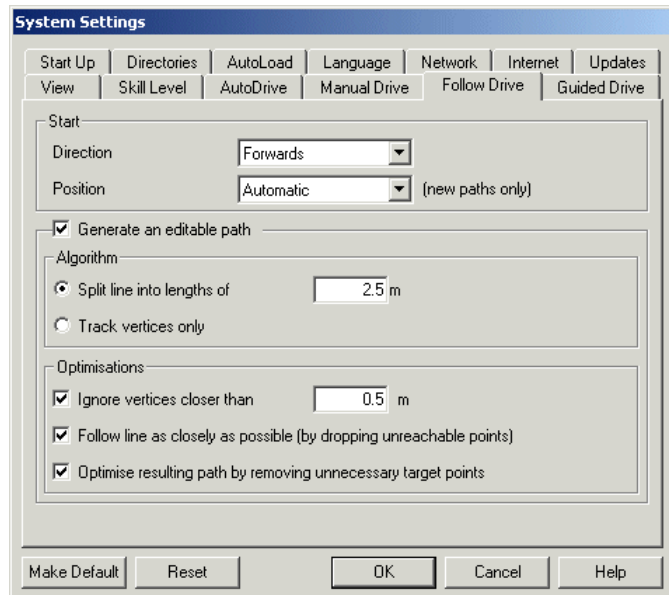 System Settings
Start Up Directories AutoLoad Language Network Internet Updates
View Skill Level AutoDrive Manual Drive Follow Drive Guided Drive
Start
Direction Forwards
Position Automatic (new paths only)
Generate an editable path
Algorithm
Split line into lengths of 2.5 m
Track vertices only
Optimisations
Ignore vertices closer than 0.5 m
Follow line as closely as possible (by dropping unreachable points)
Optimise resulting path by removing unnecessary target points
Make Default Reset OK Cancel Help